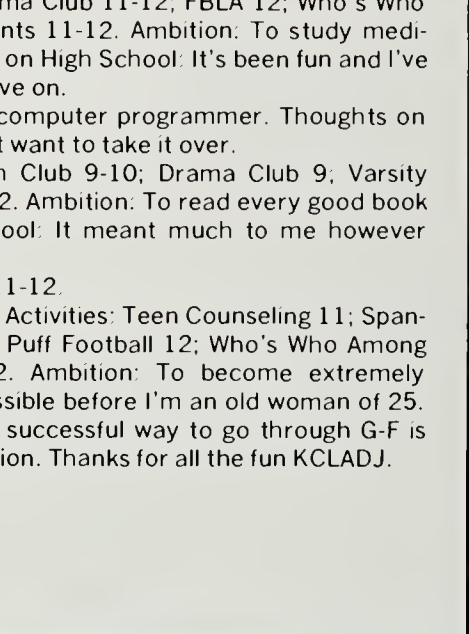 ma Club 11-12; FBLA 12; Who's Who
nts 11-12. Ambition: To study medi-
on High School: It's been fun and I've
ve on.
computer programmer. Thoughts on
t want to take it over.
n Club 9-10; Drama Club 9; Varsity
2. Ambition: To read every good book
ool: It meant much to me however
1-12.
Activities: Teen Counseling 11; Span-
Puff Football 12; Who's Who Among
2. Ambition: To become extremely
ssible before I'm an old woman of 25.
successful way to go through G-F is
ion. Thanks for all the fun KCLADJ.